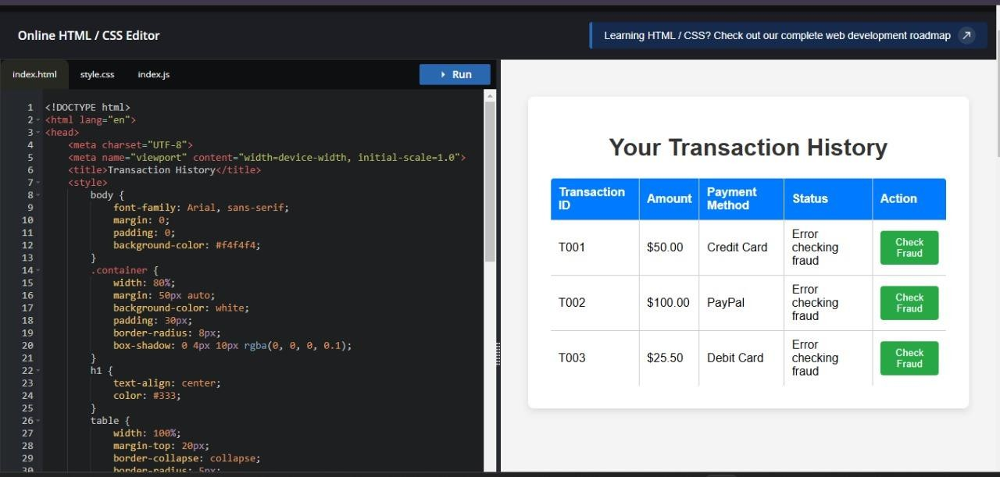 Online HTML / CSS Editor
Learning HTML / CSS? Check out our complete web development roadmap
index.html
style.css
index.js
Run
1 <!DOCTYPE html>
2 <html lang="en">
3 <head>
4 <meta charset="UTF-8">
5 <meta name="viewport" content="width=device-width, initial-scale=1.0">
6 <title>Transaction History</title>
7 <style>
8 body {
9 font-family: Arial, sans-serif;
10 margin: 0;
11 padding: 0;
12 background-color: #f4f4f4;
13 }
14 .container {
15 width: 80%;
16 margin: 50px auto;
17 background-color: white;
18 padding: 30px;
19 border-radius: 8px;
20 box-shadow: 0 4px 10px rgba(0, 0, 0, 0.1);
21 }
22 h1 {
23 text-align: center;
24 color: #333;
25 }
26 table {
27 width: 100%;
28 margin-top: 20px;
29 border-collapse: collapse;
30 border-radius: 5px;
Your Transaction History
Transaction
ID
Amount
Payment
Method
Status
Action
T001
$50.00
Credit Card
Error
checking
fraud
Check
Fraud
T002
$100.00
PayPal
Error
checking
fraud
Check
Fraud
T003
$25.50
Debit Card
Error
checking
fraud
Check
Fraud